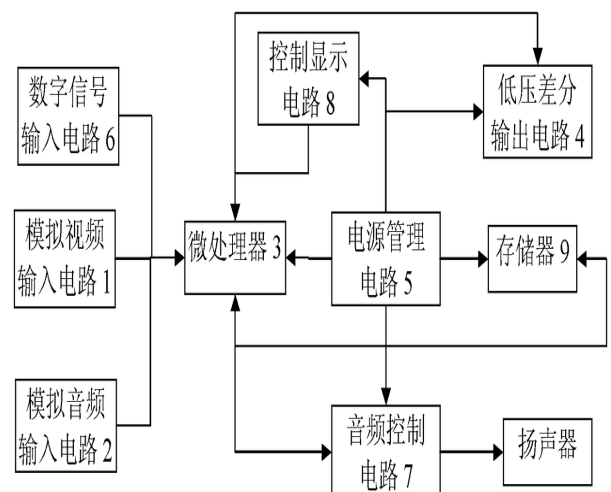 数字信号
输入电路 6
控制显示
电路 8
低压差分
输出电路 4
模拟视频
输入电路 1
微处理器 3
电源管理
电路 5
存储器 9
模拟音频
输入电路 2
音频控制
电路 7
扬声器